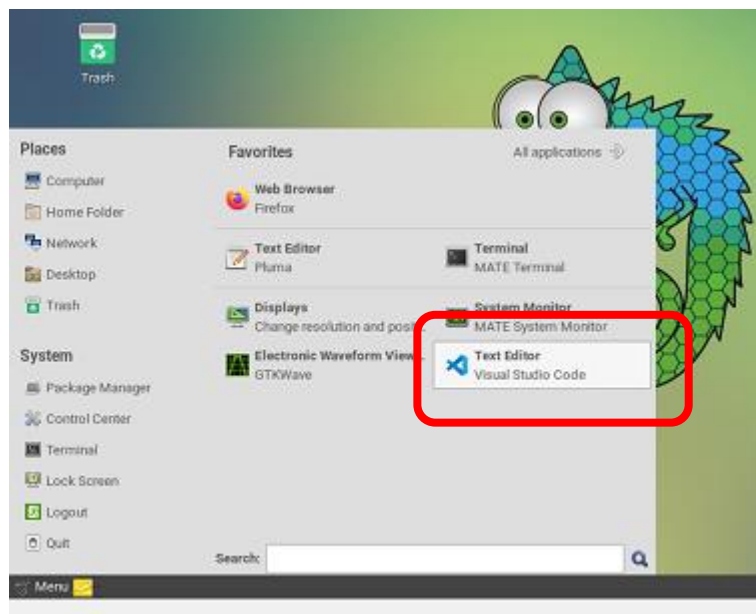 Trash
Places
Computer
Home Folder
Network
Desktop
Trash
System
Package Manager
Control Center
Terminal
Lock Screen
Logout
Quit
Favorites
All applications
Web Browser
Firefox
Text Editor
Pluma
Terminal
MATE Terminal
Displays
Change resolution and posit...
System Monitor
MATE System Monitor
Electronic Waveform View...
GTKWave
Text Editor
Visual Studio Code
Search:
Menu